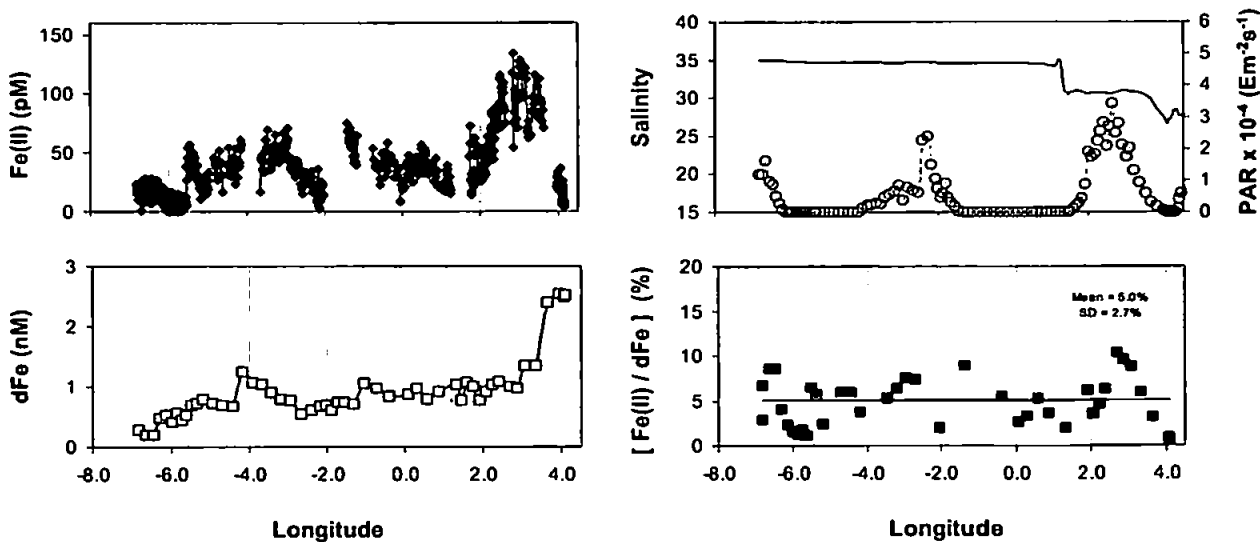 Fe(II) (pM)
150
100
50
0
Salinity
40
35
30
25
20
15
6
5
4
3
2
1
0
PAR x 10⁻⁴ (Em⁻²s⁻¹)
dFe (nM)
3
2
1
0
-8.0 -6.0 -4.0 -2.0 0.0 2.0 4.0
Longitude
[ Fe(II) / dFe ] (%)
20
15
10
5
0
Mean = 5.0%
SD = 2.7%
-8.0 -6.0 -4.0 -2.0 0.0 2.0 4.0
Longitude